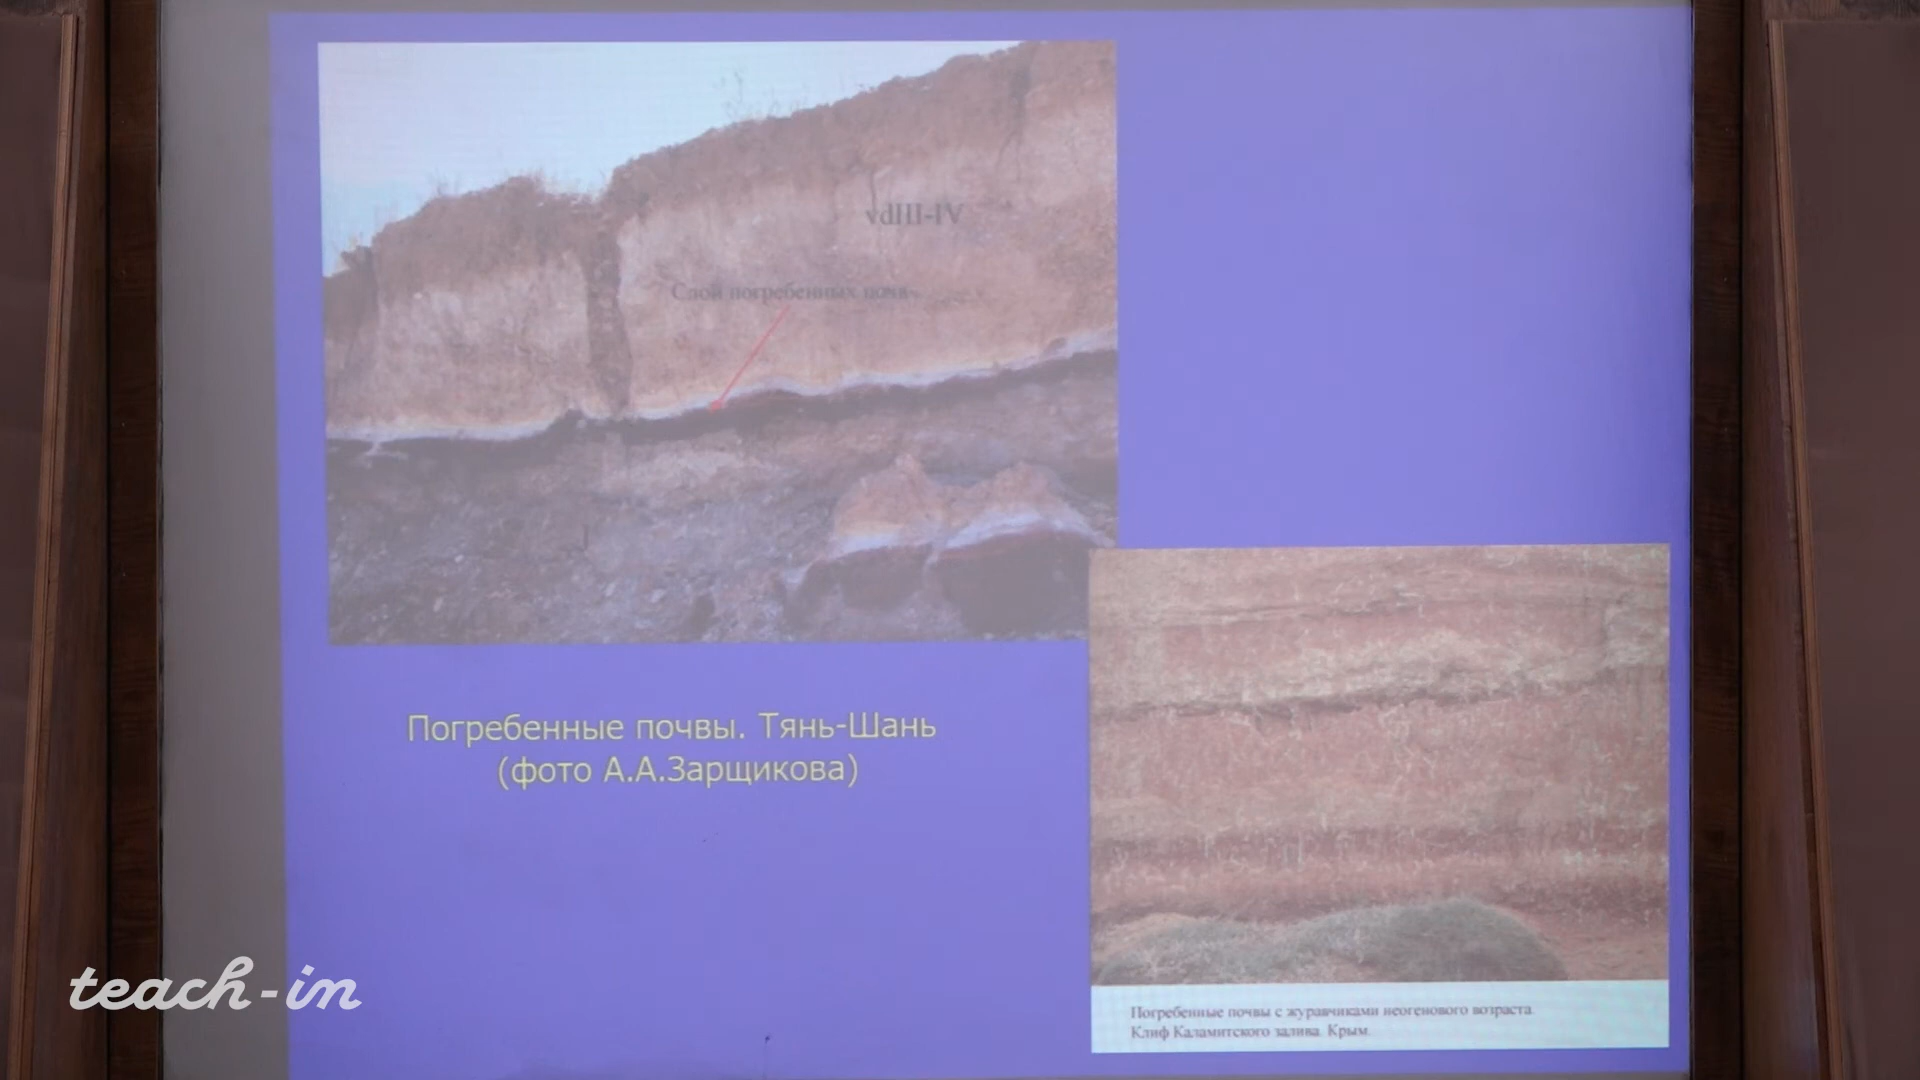 vdIII-IV
Слой погребенных почв
Погребенные почвы. Тянь-Шань
(фото А.А.Зарщикова)
Погребенные почвы с журавчиками неогенового возраста.
Клиф Каламитского залива. Крым.
teach-in